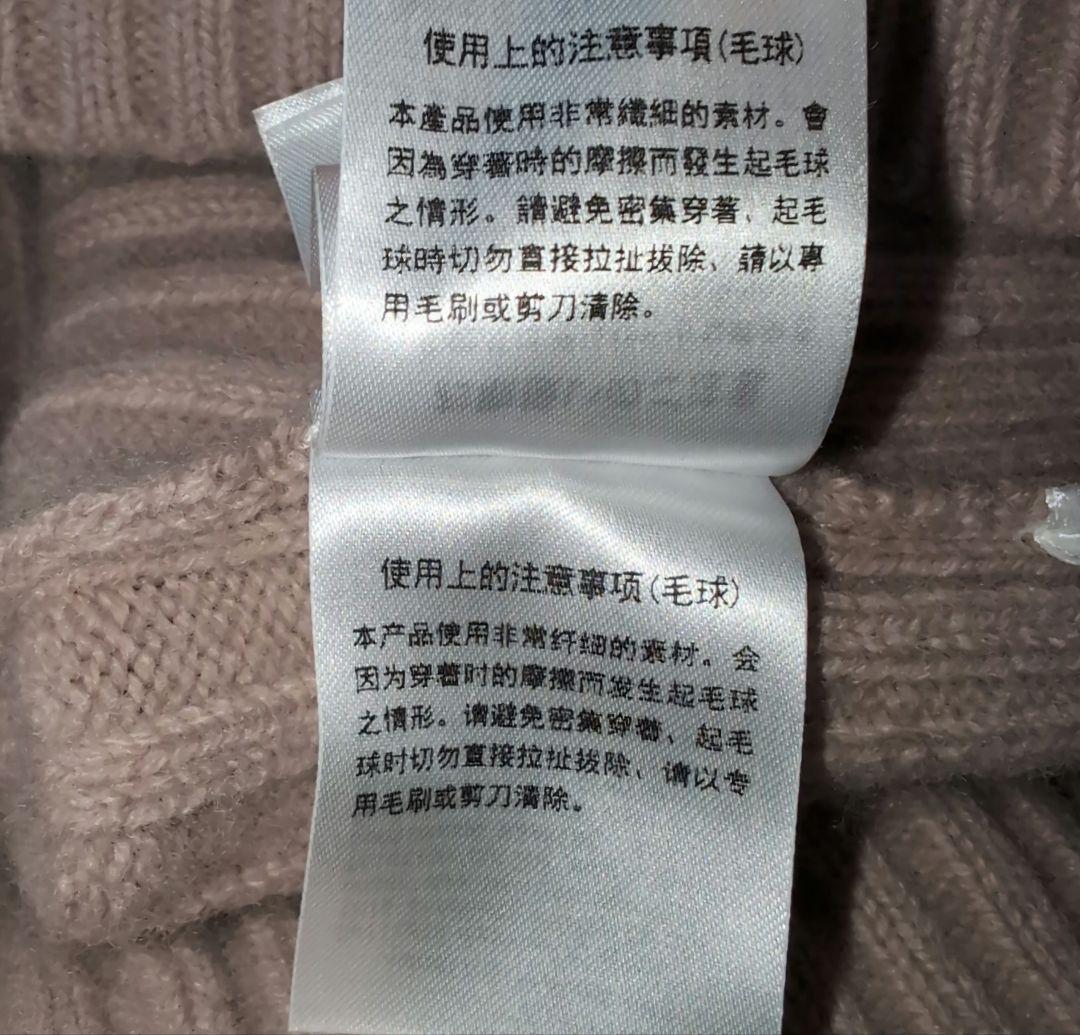 使用上的注意事項(毛球)
本產品使用非常纖細的素材。會
因為穿著時的摩擦而發生起毛球
之情形。請避免密集穿著、起毛
球時切勿直接拉扯拔除、請以專
用毛刷或剪刀清除。
使用上的注意事项(毛球)
本产品使用非常纤细的素材。会
因为穿着时的摩擦而发生起毛球
之情形。请避免密集穿着、起毛
球时切勿直接拉扯拔除、请以专
用毛刷或剪刀清除。